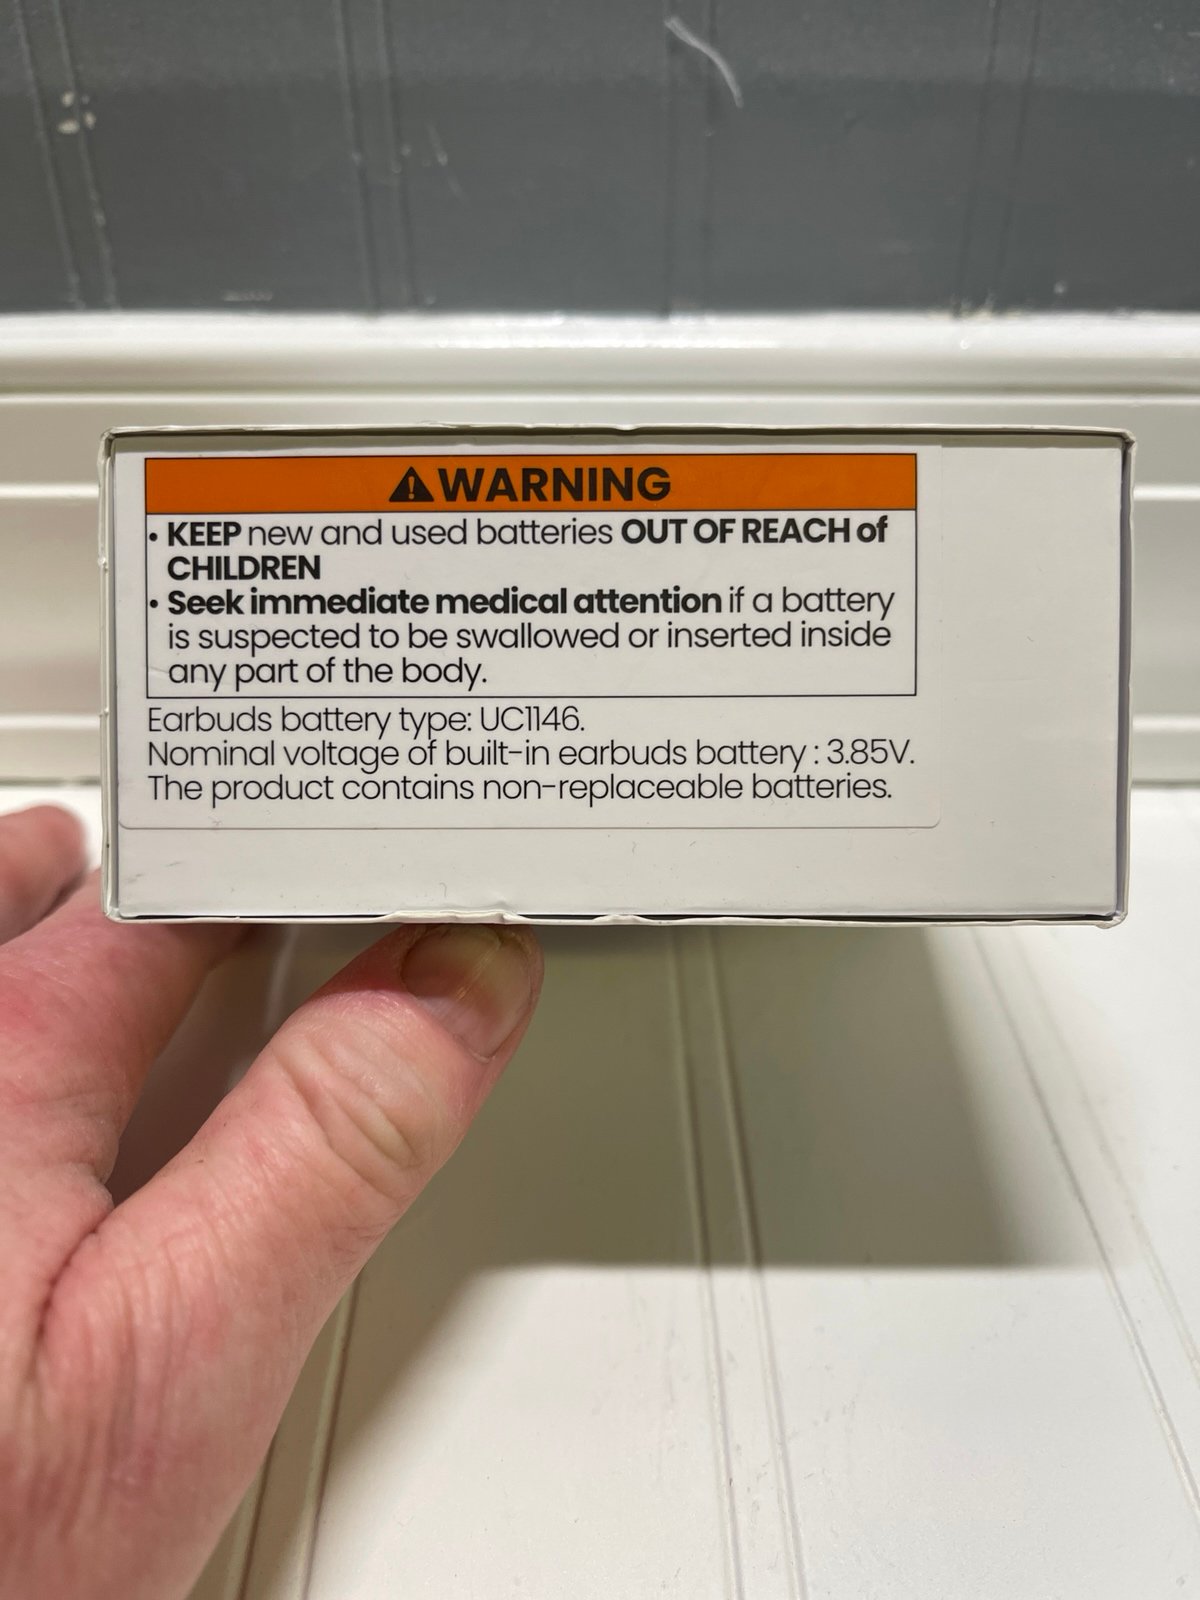 ⚠WARNING
• KEEP new and used batteries OUT OF REACH of
CHILDREN
• Seek immediate medical attention if a battery
is suspected to be swallowed or inserted inside
any part of the body.
Earbuds battery type: UC1146.
Nominal voltage of built-in earbuds battery : 3.85V.
The product contains non-replaceable batteries.